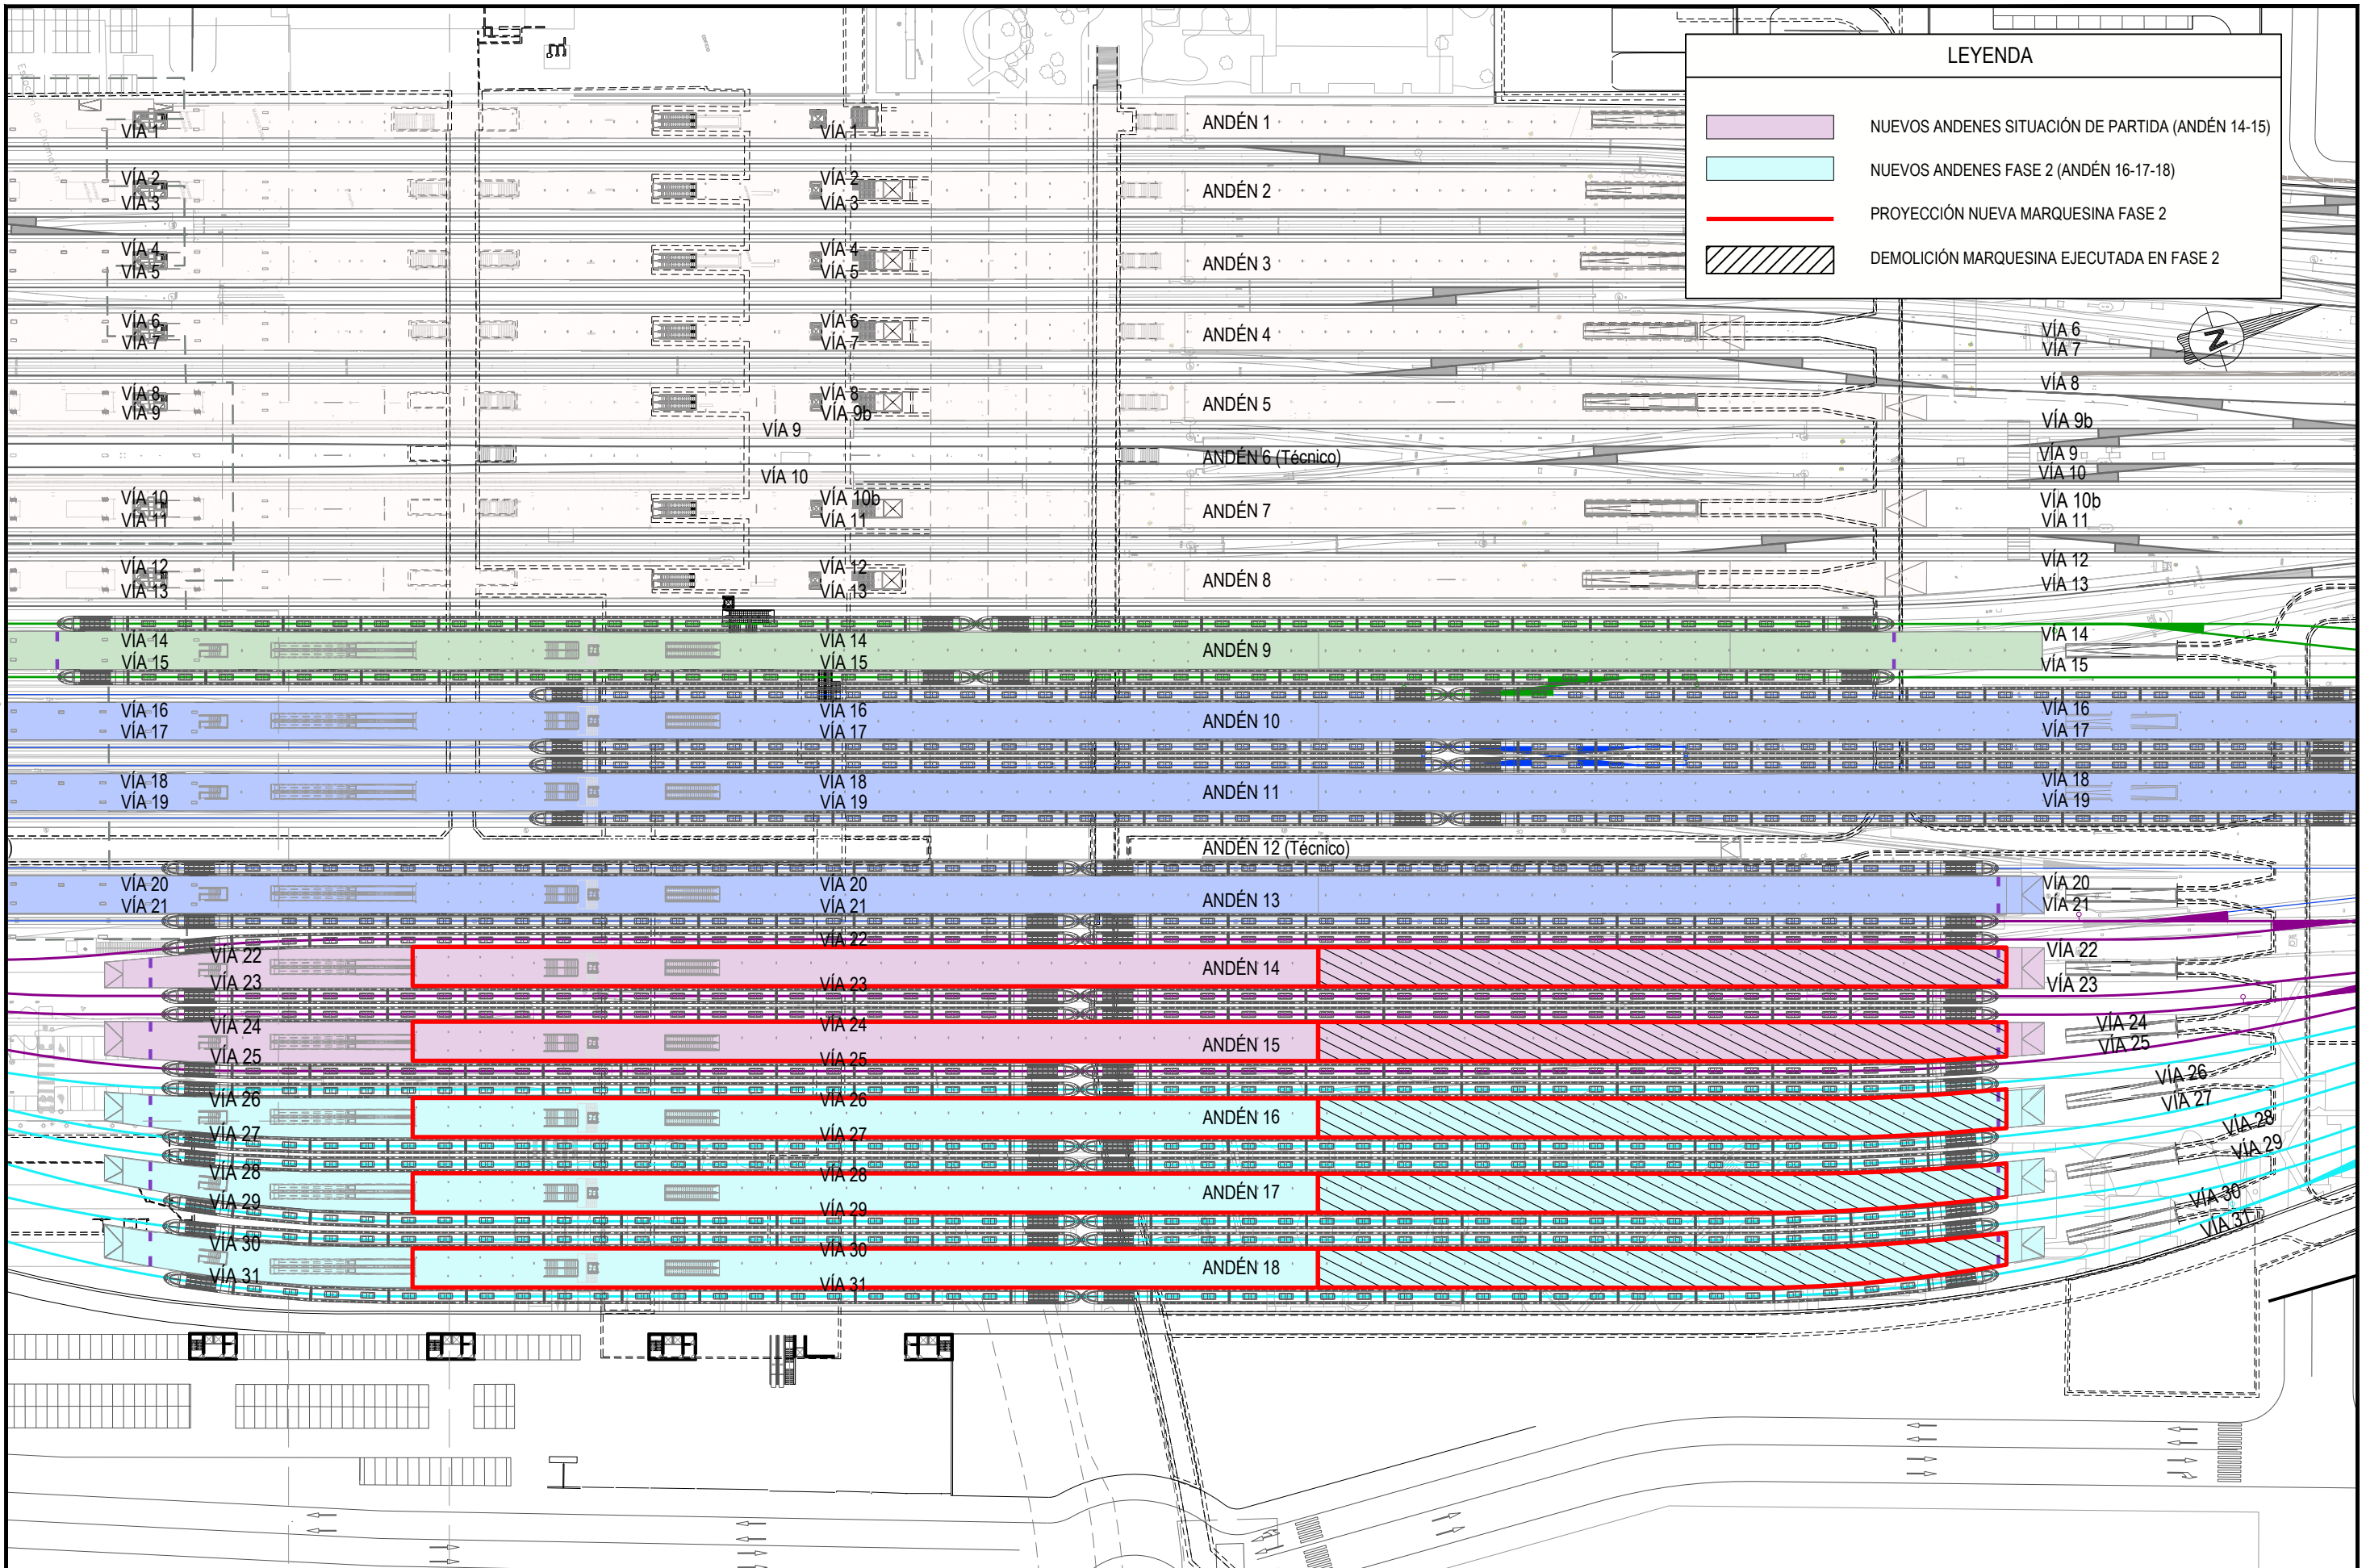 LEYENDA
NUEVOS ANDENES SITUACIÓN DE PARTIDA (ANDÉN 14-15)
NUEVOS ANDENES FASE 2 (ANDÉN 16-17-18)
PROYECCIÓN NUEVA MARQUESINA FASE 2
DEMOLICIÓN MARQUESINA EJECUTADA EN FASE 2
N
VÍA 1 VÍA 1 ANDÉN 1
VÍA 2 VÍA 2
ANDÉN 2
VÍA 3 VÍA 3
VÍA 4 VÍA 4
ANDÉN 3
VÍA 5 VÍA 5
VÍA 6 VÍA 6 VÍA 6
ANDÉN 4
VÍA 7 VÍA 7 VÍA 7
VÍA 8 VÍA 8 VÍA 8
ANDÉN 5
VÍA 9 VÍA 9b VÍA 9b
VÍA 9
ANDÉN 6 (Técnico) VÍA 9
VÍA 10 VÍA 10
VÍA 10 VÍA 10b VÍA 10b
ANDÉN 7
VÍA 11 VÍA 11 VÍA 11
VÍA 12 VÍA 12 VÍA 12
ANDÉN 8
VÍA 13 VÍA 13 VÍA 13
VÍA 14 VÍA 14 VÍA 14
ANDÉN 9
VÍA 15 VÍA 15 VÍA 15
VÍA 16 VÍA 16 VÍA 16
ANDÉN 10
VÍA 17 VÍA 17 VÍA 17
VÍA 18 VÍA 18 VÍA 18
ANDÉN 11
VÍA 19 VÍA 19 VÍA 19
ANDÉN 12 (Técnico)
VÍA 20 VÍA 20 VÍA 20
ANDÉN 13
VÍA 21 VÍA 21 VÍA 21
VÍA 22 VÍA 22 VÍA 22
ANDÉN 14
VÍA 23 VÍA 23 VÍA 23
VÍA 24 VÍA 24 VÍA 24
ANDÉN 15
VÍA 25 VÍA 25 VÍA 25
VÍA 26 VÍA 26 VÍA 26
ANDÉN 16
VÍA 27 VÍA 27 VÍA 27
VÍA 28 VÍA 28 VÍA 28
ANDÉN 17
VÍA 29 VÍA 29 VÍA 29
VÍA 30 VÍA 30 VÍA 30
ANDÉN 18
VÍA 31 VÍA 31 VÍA 31